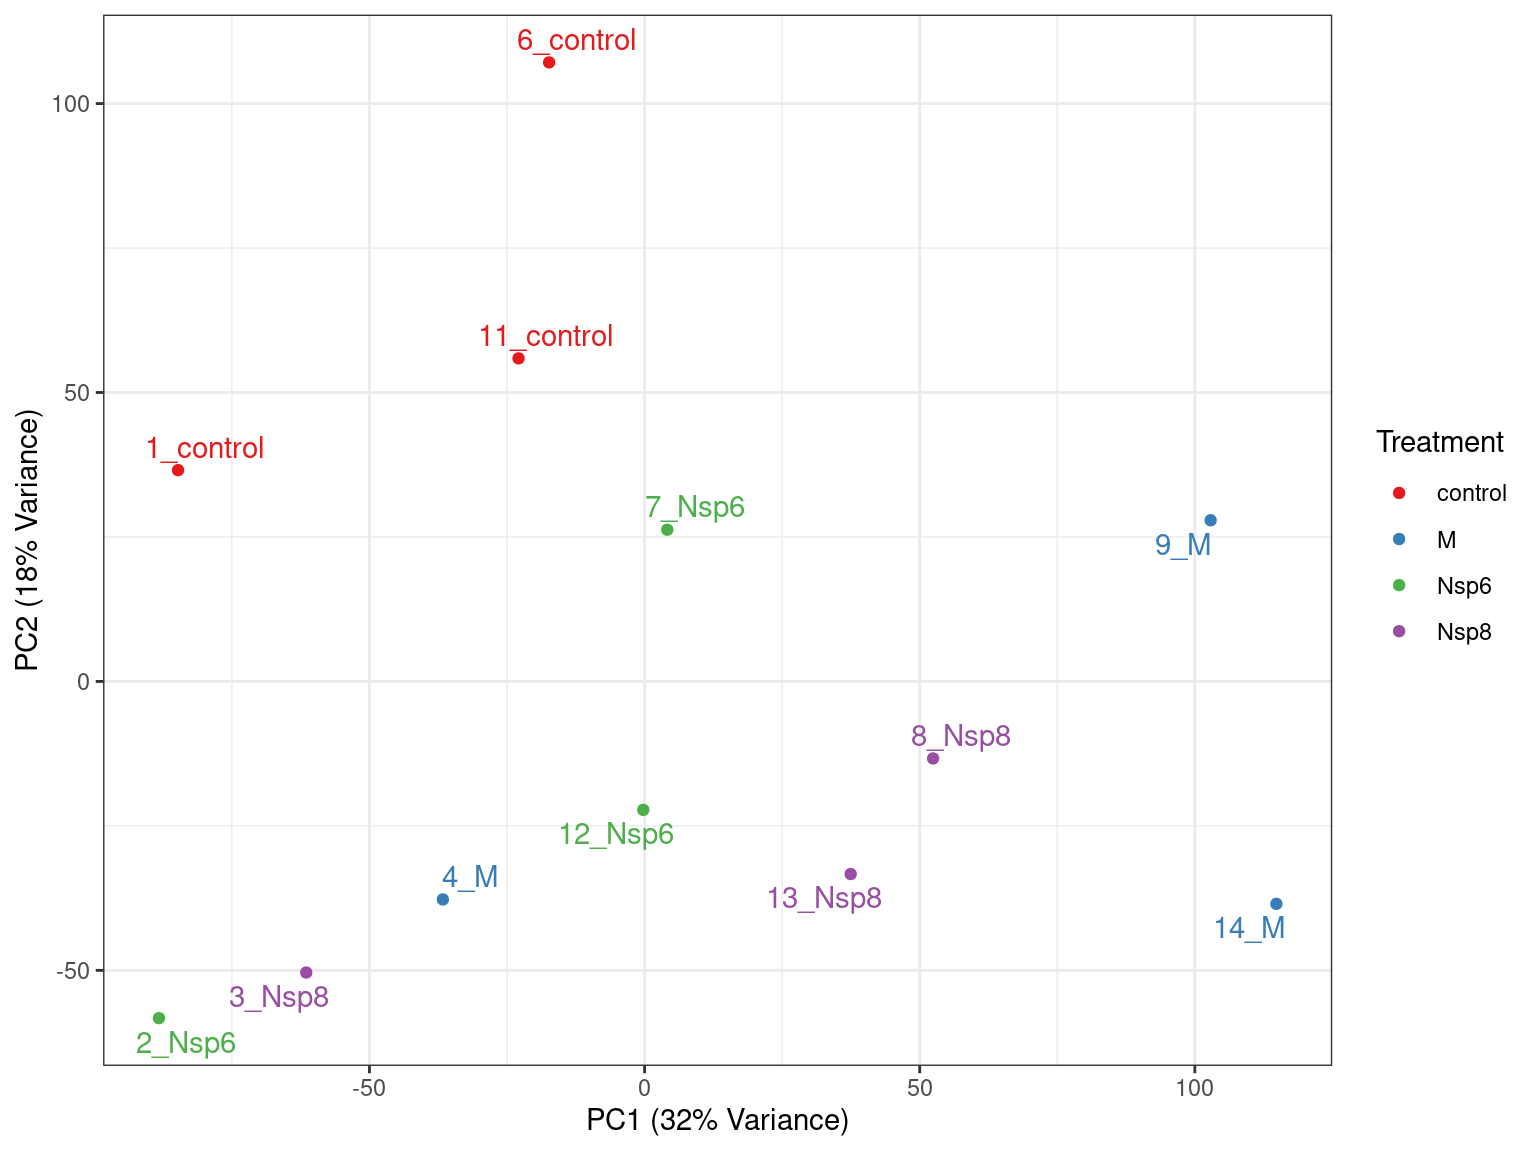 6_control
100
11_control
50
1_control
7_Nsp6
9_M
PC2 (18% Variance)
0
8_Nsp8
12_Nsp6
4_M
13_Nsp8
14_M
-50
3_Nsp8
2_Nsp6
-50
0
50
100
PC1 (32% Variance)
Treatment
control
M
Nsp6
Nsp8